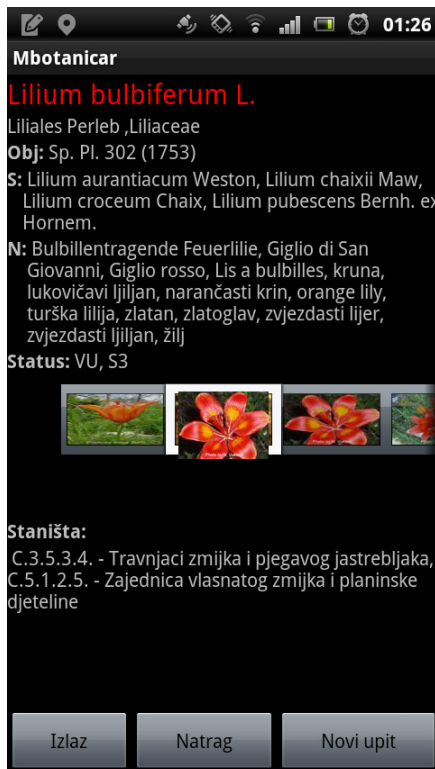 01:26
Mbotanicar
Lilium bulbiferum L.
Liliales Perleb ,Liliaceae
Obj: Sp. Pl. 302 (1753)
S: Lilium aurantiacum Weston, Lilium chaixii Maw,
Lilium croceum Chaix, Lilium pubescens Bernh. ex
Hornem.
N: Bulbillentragende Feuerlilie, Giglio di San
Giovanni, Giglio rosso, Lis a bulbilles, kruna,
lukovičavi ljiljan, narančasti krin, orange lily,
turška lilija, zlatan, zlatoglav, zvjezdasti lijer,
zvjezdasti ljiljan, žilj
Status: VU, S3
Staništa:
C.3.5.3.4. - Travnjaci zmijka i pjegavog jastrebljaka,
C.5.1.2.5. - Zajednica vlasnatog zmijka i planinske
djeteline
Izlaz
Natrag
Novi upit